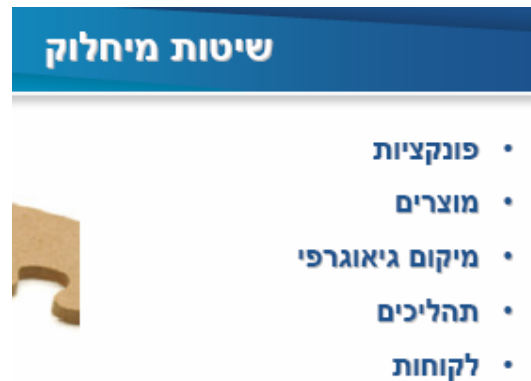 שיטות מיחלוק
• פונקציות
• מוצרים
• מיקום גיאוגרפי
• תהליכים
• לקוחות